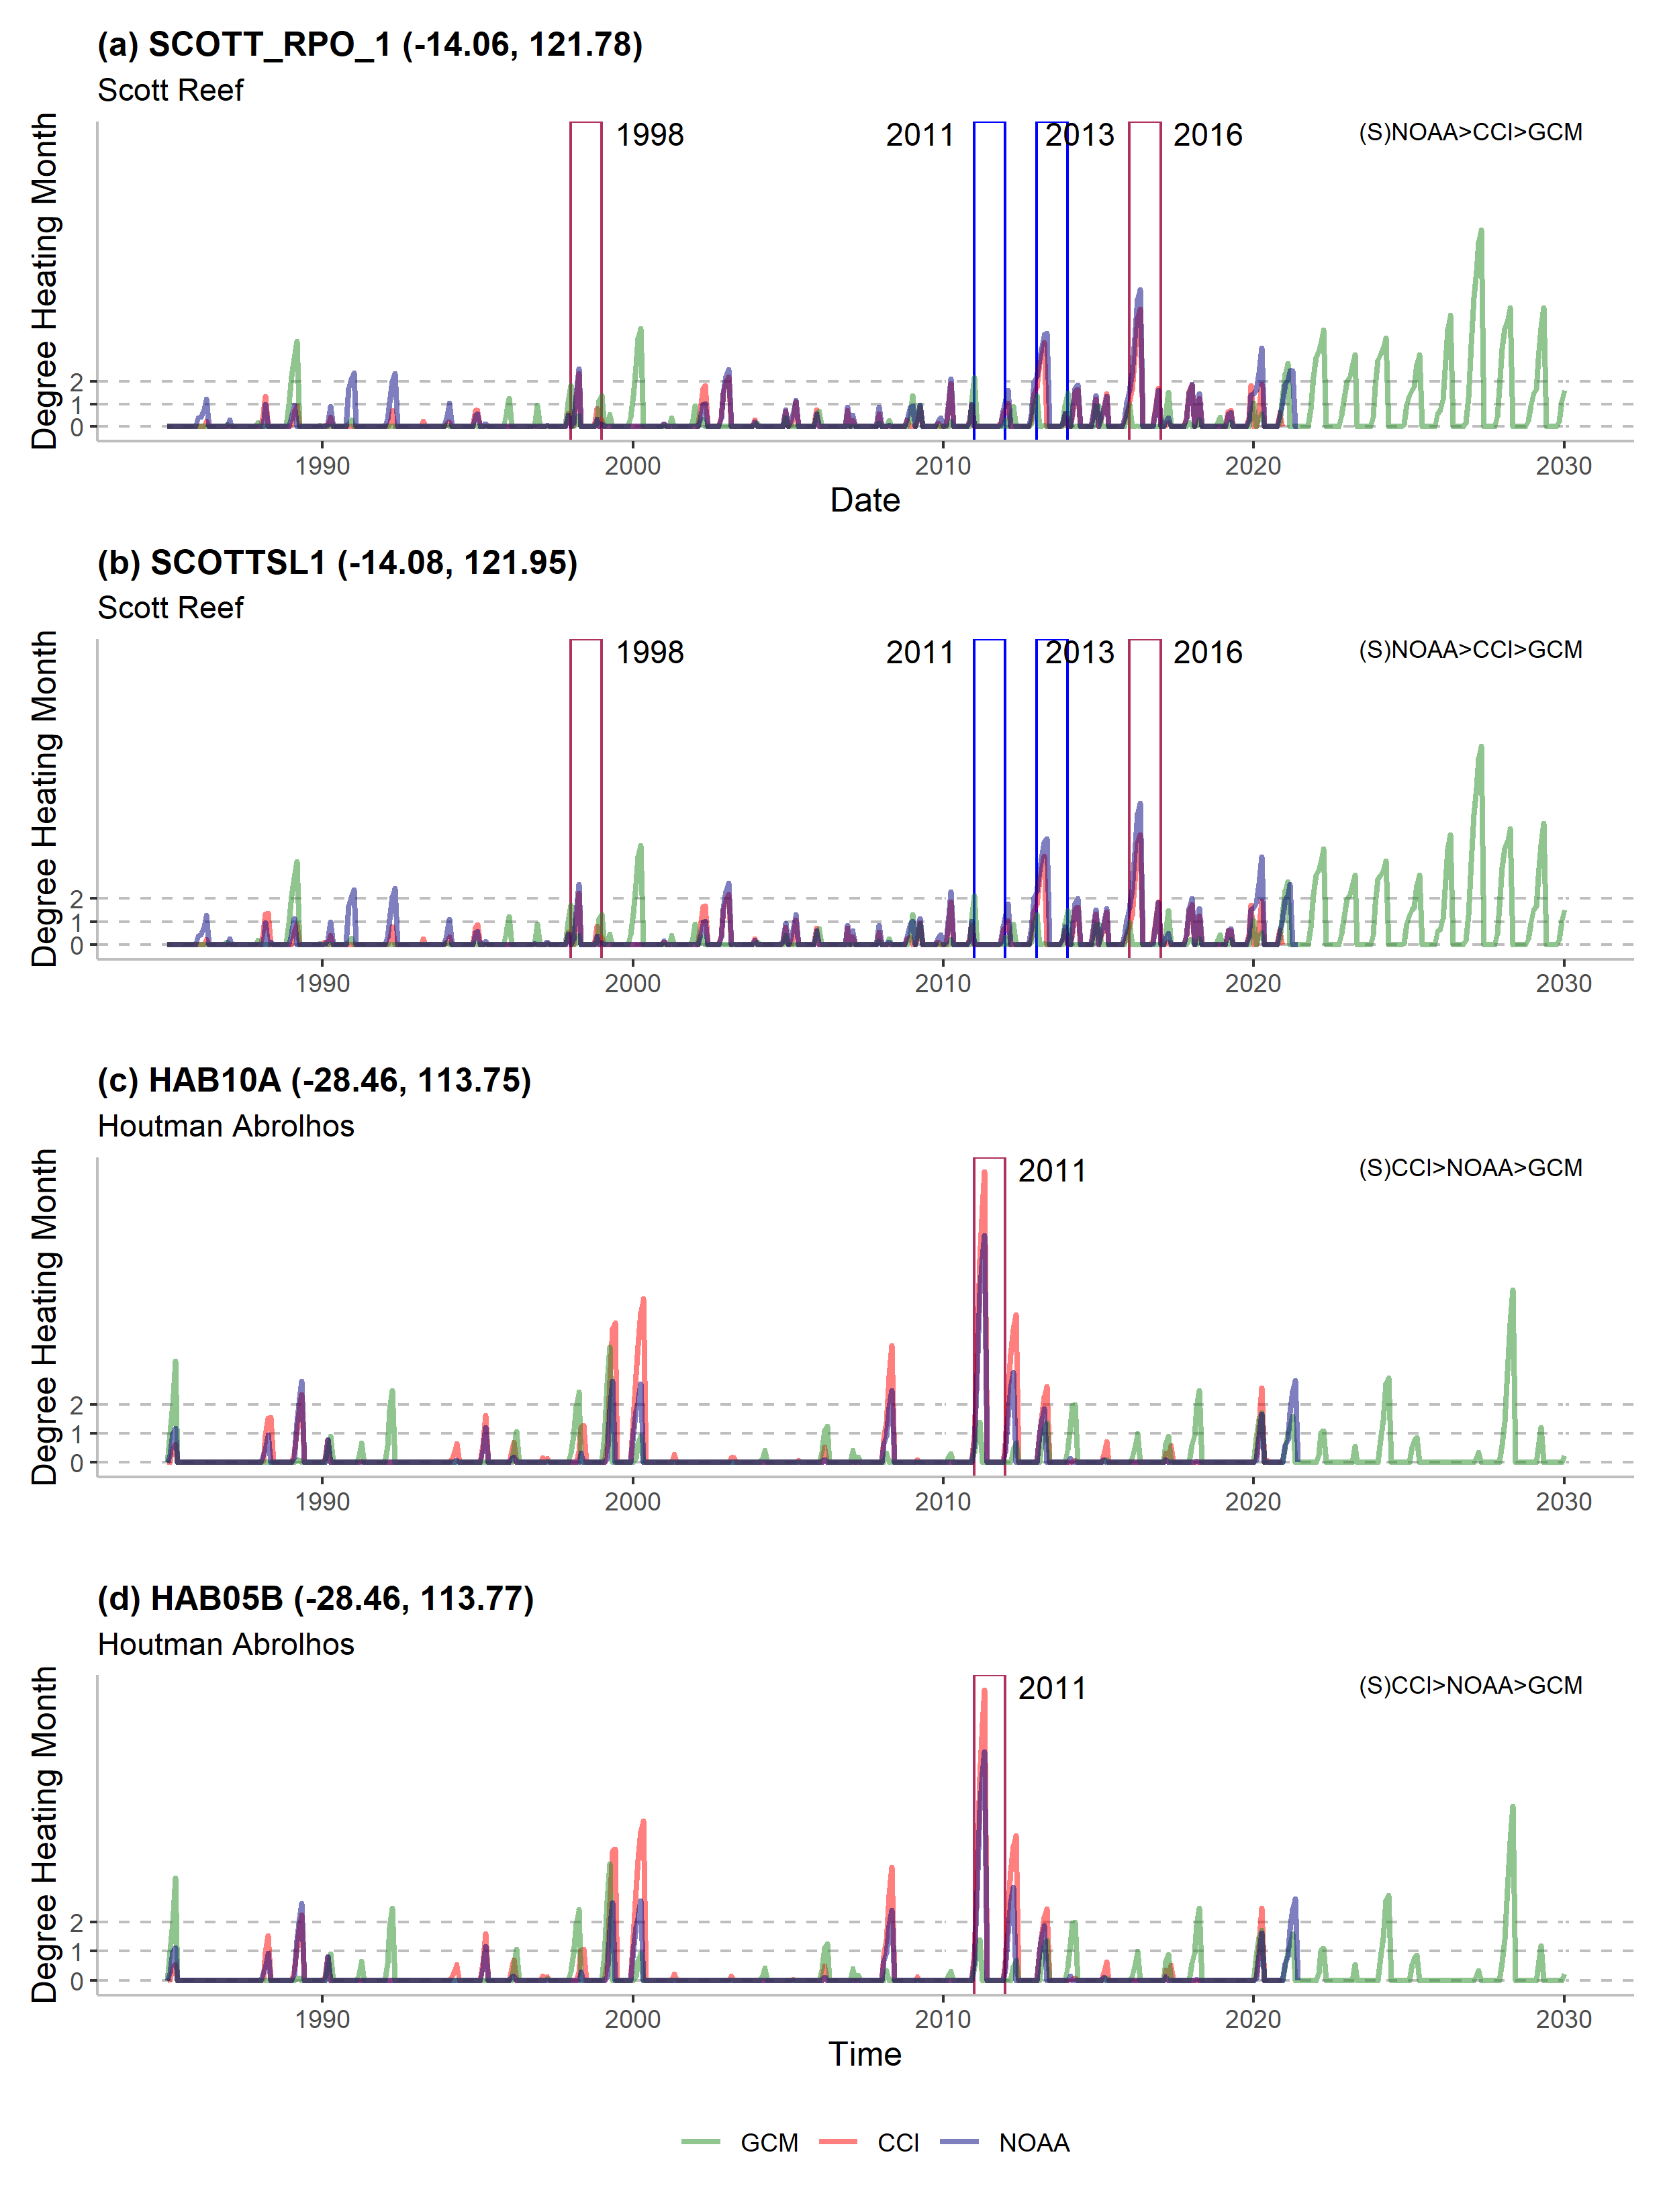 (a) SCOTT_RPO_1 (-14.06, 121.78)
Scott Reef
Degree Heating Month
1998
2011
2013
2016
(S)NOAA>CCI>GCM
2
1
0
1990
2000
2010
2020
2030
Date
(b) SCOTTSL1 (-14.08, 121.95)
Scott Reef
Degree Heating Month
1998
2011
2013
2016
(S)NOAA>CCI>GCM
2
1
0
1990
2000
2010
2020
2030
(c) HAB10A (-28.46, 113.75)
Houtman Abrolhos
Degree Heating Month
2011
(S)CCI>NOAA>GCM
2
1
0
1990
2000
2010
2020
2030
(d) HAB05B (-28.46, 113.77)
Houtman Abrolhos
Degree Heating Month
2011
(S)CCI>NOAA>GCM
2
1
0
1990
2000
2010
2020
2030
Time
GCM
CCI
NOAA